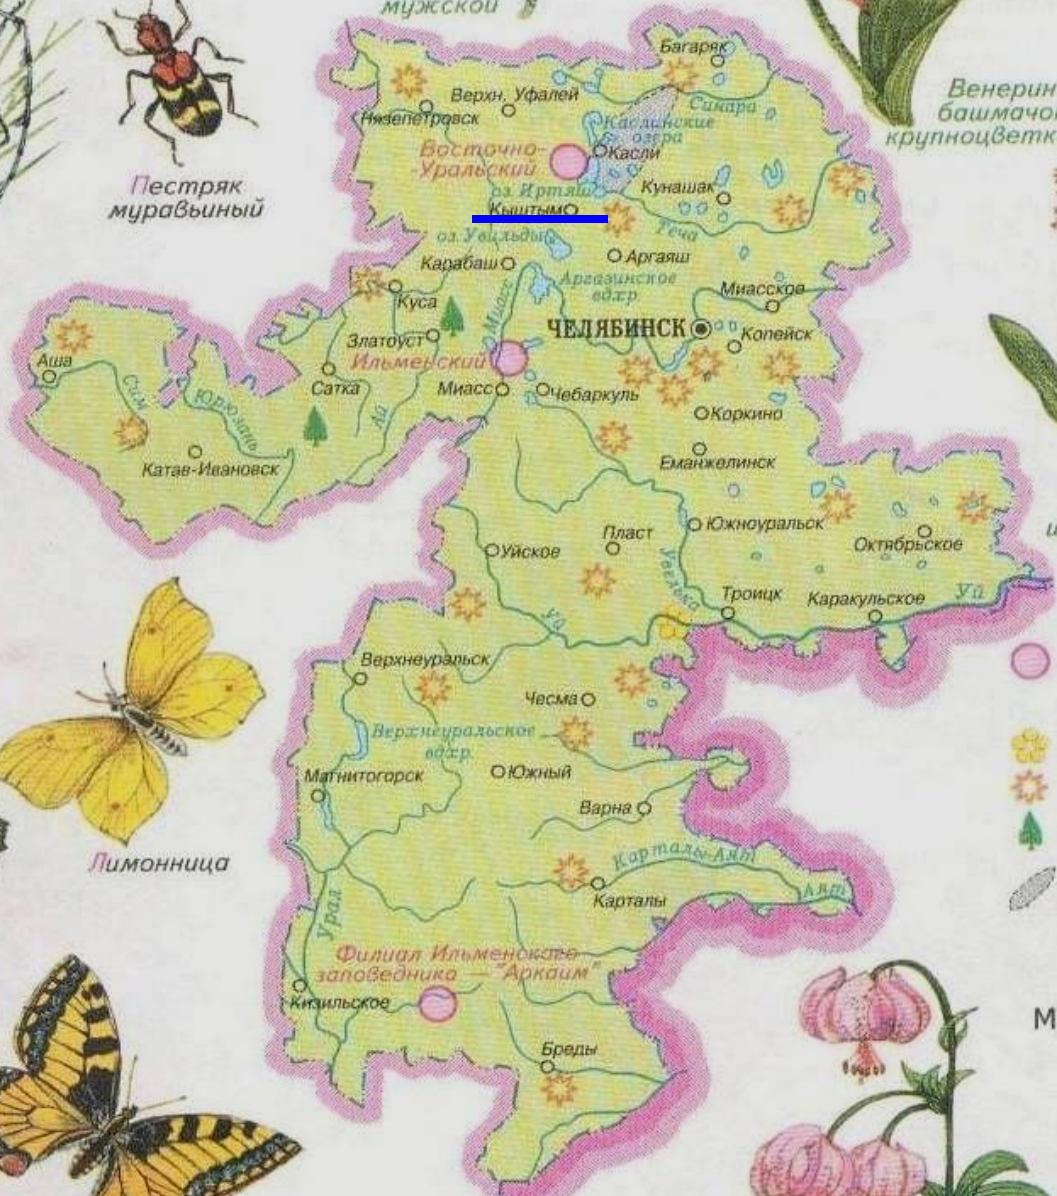 мужской
Багаряк
Венерин
башмачо
крупноцветк
Верхн. Уфалей
Синара
Нязепетровск
Каслинские
озёра
Восточно-
-Уральский
Касли
Пестряк
муравьиный
оз. Иртяш
Кунашак
Кыштым
оз. Увильды
Теча
Карабаш
Аргаяш
Аргазинское
вдхр.
Миасское
Куса
Миасс
Златоуст
ЧЕЛЯБИНСК
Копейск
Аша
Ильменский
Сатка
Миасс
Чебаркуль
Сим
Юрюзань
Ай
Коркино
Катав-Ивановск
Еманжелинск
Пласт
Южноуральск
Октябрьское
Уйское
Увелька
Троицк
Каракульское
Уй
Уй
Верхнеуральск
Чесма
Верхнеуральское
вдхр.
Магнитогорск
Южный
Варна
Лимонница
Карталы-Аят
Аят
Карталы
Урал
Филиал Ильменского
заповедника — "Аркаим"
Кизильское
М
Бреды